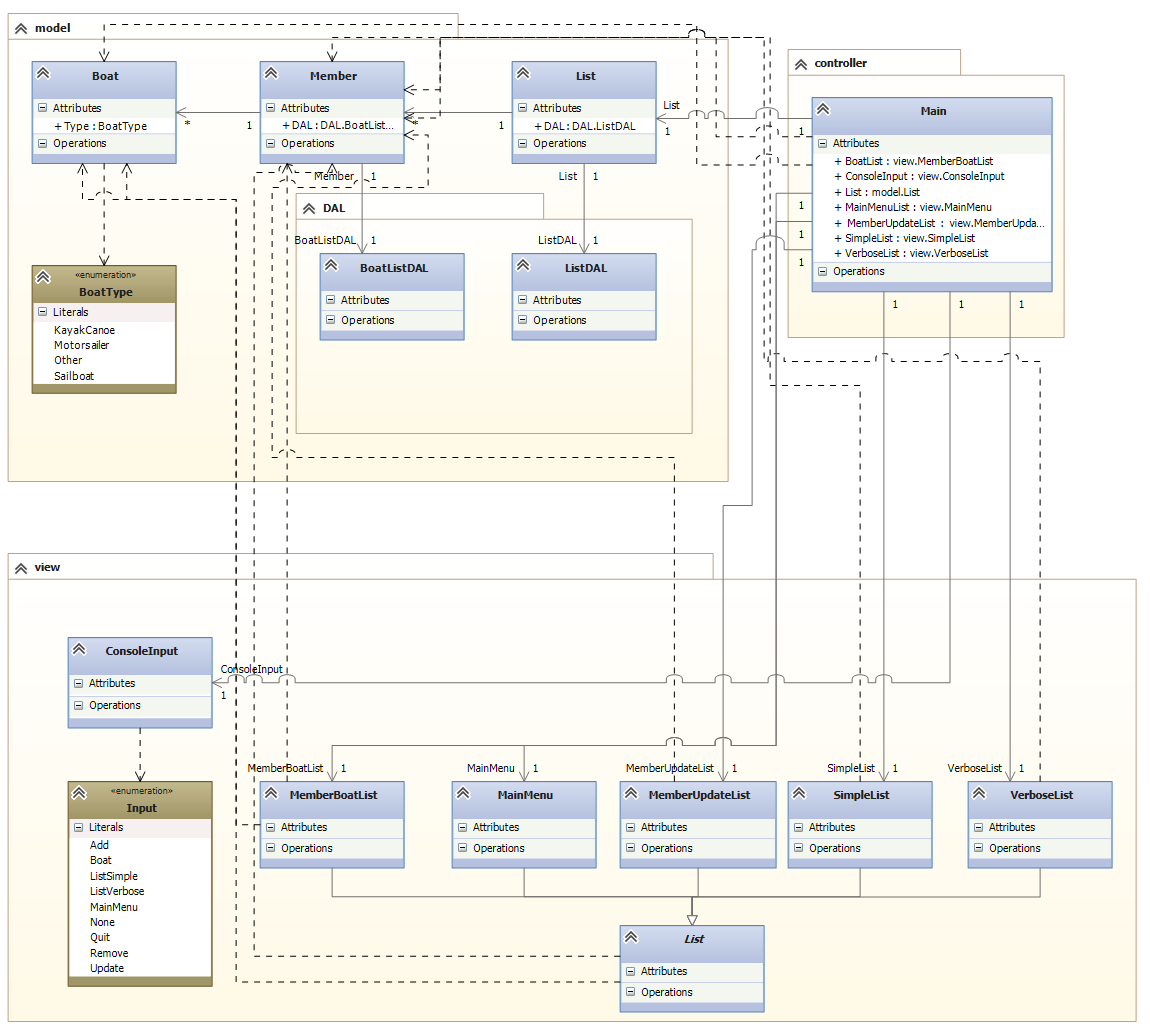 model
Boat
Attributes
+ Type : BoatType
Operations
*
1
Member
Attributes
+ DAL : DAL.BoatList...
Operations
*
1
List
Attributes
+ DAL : DAL.ListDAL
Operations
List
1
Member
1
List
1
DAL
BoatListDAL
1
ListDAL
1
BoatListDAL
Attributes
Operations
ListDAL
Attributes
Operations
«enumeration»
BoatType
Literals
KayakCanoe
Motorsailer
Other
Sailboat
controller
Main
Attributes
+ BoatList : view.MemberBoatList
+ ConsoleInput : view.ConsoleInput
+ List : model.List
+ MainMenuList : view.MainMenu
+ MemberUpdateList : view.MemberUpda...
+ SimpleList : view.SimpleList
+ VerboseList : view.VerboseList
Operations
1
1
1
1
1
1
1
view
ConsoleInput
Attributes
Operations
ConsoleInput
1
«enumeration»
Input
Literals
Add
Boat
ListSimple
ListVerbose
MainMenu
None
Quit
Remove
Update
MemberBoatList
1
MainMenu
1
MemberUpdateList
1
SimpleList
1
VerboseList
1
MemberBoatList
Attributes
Operations
MainMenu
Attributes
Operations
MemberUpdateList
Attributes
Operations
SimpleList
Attributes
Operations
VerboseList
Attributes
Operations
List
Attributes
Operations